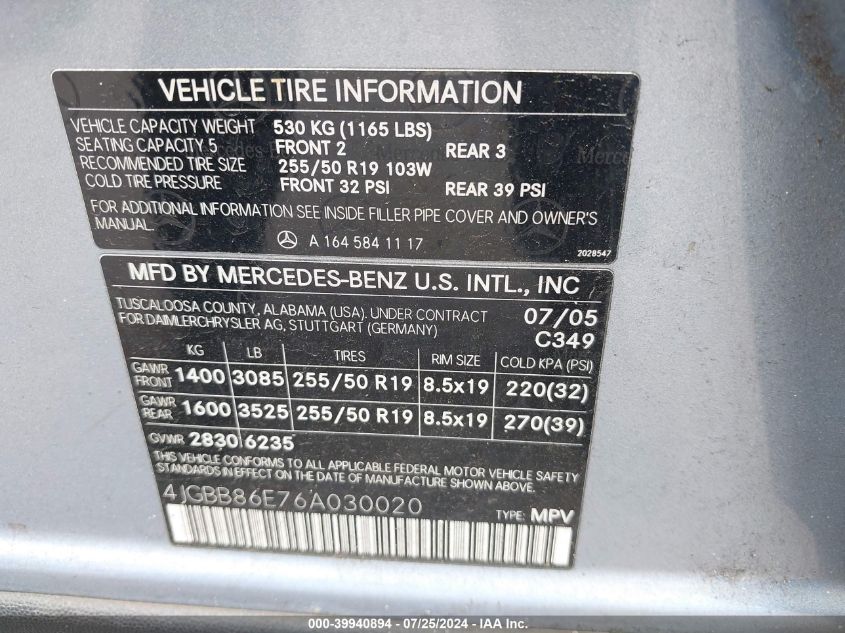 VEHICLE TIRE INFORMATION
VEHICLE CAPACITY WEIGHT 530 KG (1165 LBS)
SEATING CAPACITY 5 FRONT 2 REAR 3
RECOMMENDED TIRE SIZE 255/50 R19 103W
COLD TIRE PRESSURE FRONT 32 PSI REAR 39 PSI
FOR ADDITIONAL INFORMATION SEE INSIDE FILLER PIPE COVER AND OWNER'S
MANUAL.
A 164 584 11 17
2028547
MFD BY MERCEDES-BENZ U.S. INTL., INC
TUSCALOOSA COUNTY, ALABAMA (USA). UNDER CONTRACT 07/05
FOR DAIMLERCHRYSLER AG, STUTTGART (GERMANY) C349
KG LB TIRES RIM SIZE COLD KPA (PSI)
GAWR FRONT 1400 3085 255/50 R19 8.5x19 220(32)
GAWR REAR 1600 3525 255/50 R19 8.5x19 270(39)
GVWR 2830 6235
THIS VEHICLE CONFORMS TO ALL APPLICABLE FEDERAL MOTOR VEHICLE SAFETY
STANDARDS IN EFFECT ON THE DATE OF MANUFACTURE SHOWN ABOVE.
4JGBB86E76A030020
TYPE: MPV
000-39940894 - 07/25/2024 - IAA Inc.